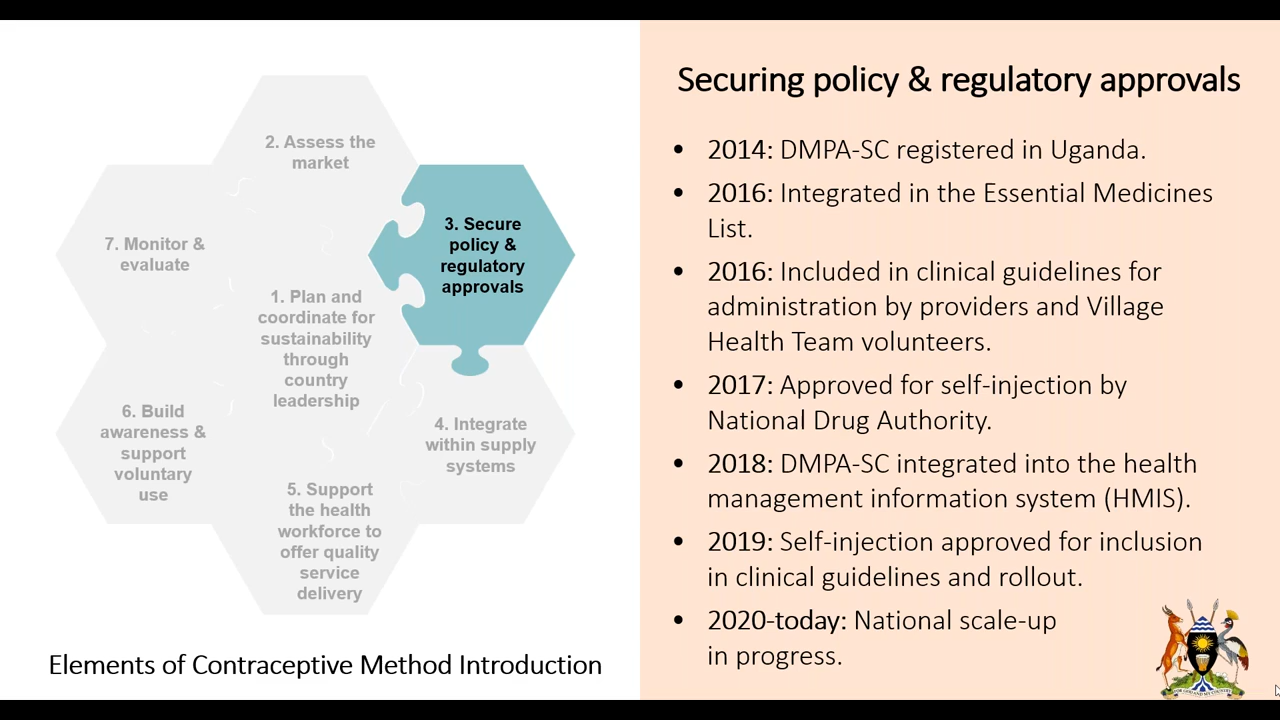 2. Assess the
market
3. Secure
policy &
regulatory
approvals
7. Monitor &
evaluate
1. Plan and
coordinate for
sustainability
through
country
leadership
6. Build
awareness &
support
voluntary
use
4. Integrate
within supply
systems
5. Support
the health
workforce to
offer quality
service
delivery
Elements of Contraceptive Method Introduction
Securing policy & regulatory approvals
• 2014: DMPA-SC registered in Uganda.
• 2016: Integrated in the Essential Medicines
List.
• 2016: Included in clinical guidelines for
administration by providers and Village
Health Team volunteers.
• 2017: Approved for self-injection by
National Drug Authority.
• 2018: DMPA-SC integrated into the health
management information system (HMIS).
• 2019: Self-injection approved for inclusion
in clinical guidelines and rollout.
• 2020-today: National scale-up
in progress.
FOR GOD AND MY COUNTRY